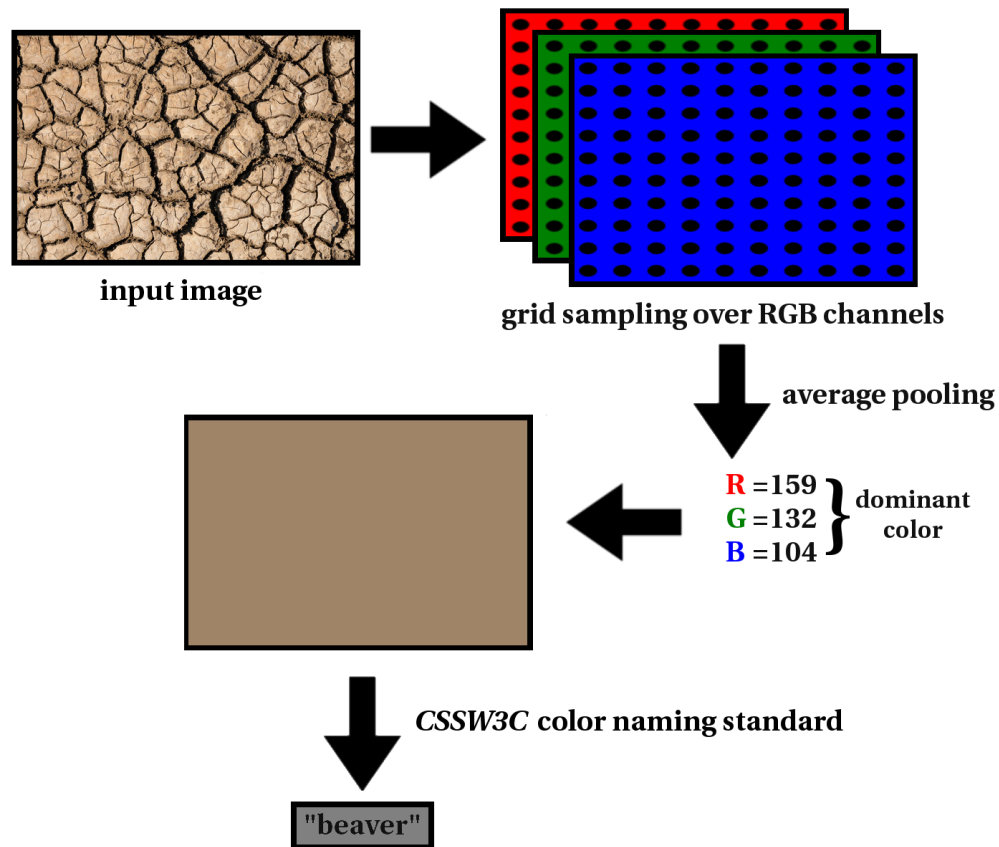 input image
grid sampling over RGB channels
average pooling
R =159
G =132
B =104
dominant
color
CSSW3C color naming standard
"beaver"